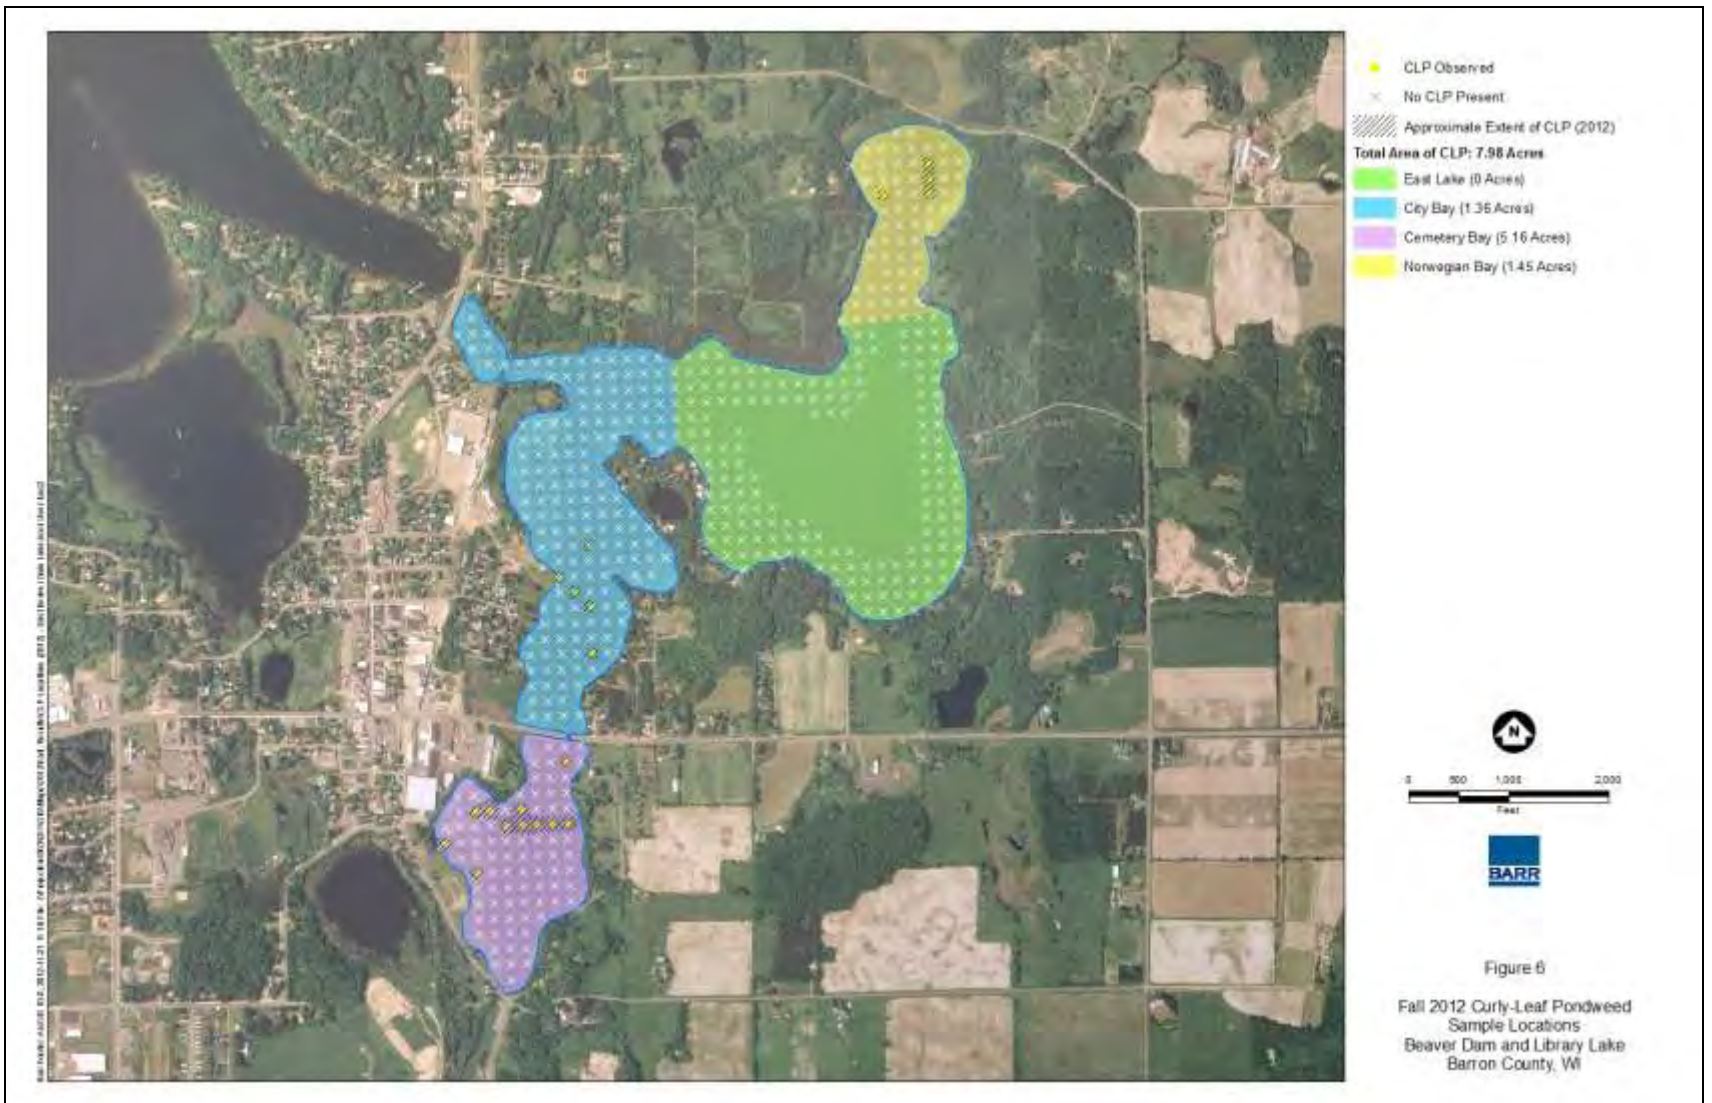 CLP Observed
No CLP Present
Approximate Extent of CLP (2012)
Total Area of CLP: 7.98 Acres
East Lake (0 Acres)
City Bay (1.36 Acres)
Cemetery Bay (5.16 Acres)
Norwegian Bay (1.45 Acres)
N
0 500 1,000 2,000
Feet
BARR
Figure 6
Fall 2012 Curly-Leaf Pondweed
Sample Locations
Beaver Dam and Library Lake
Barron County, WI